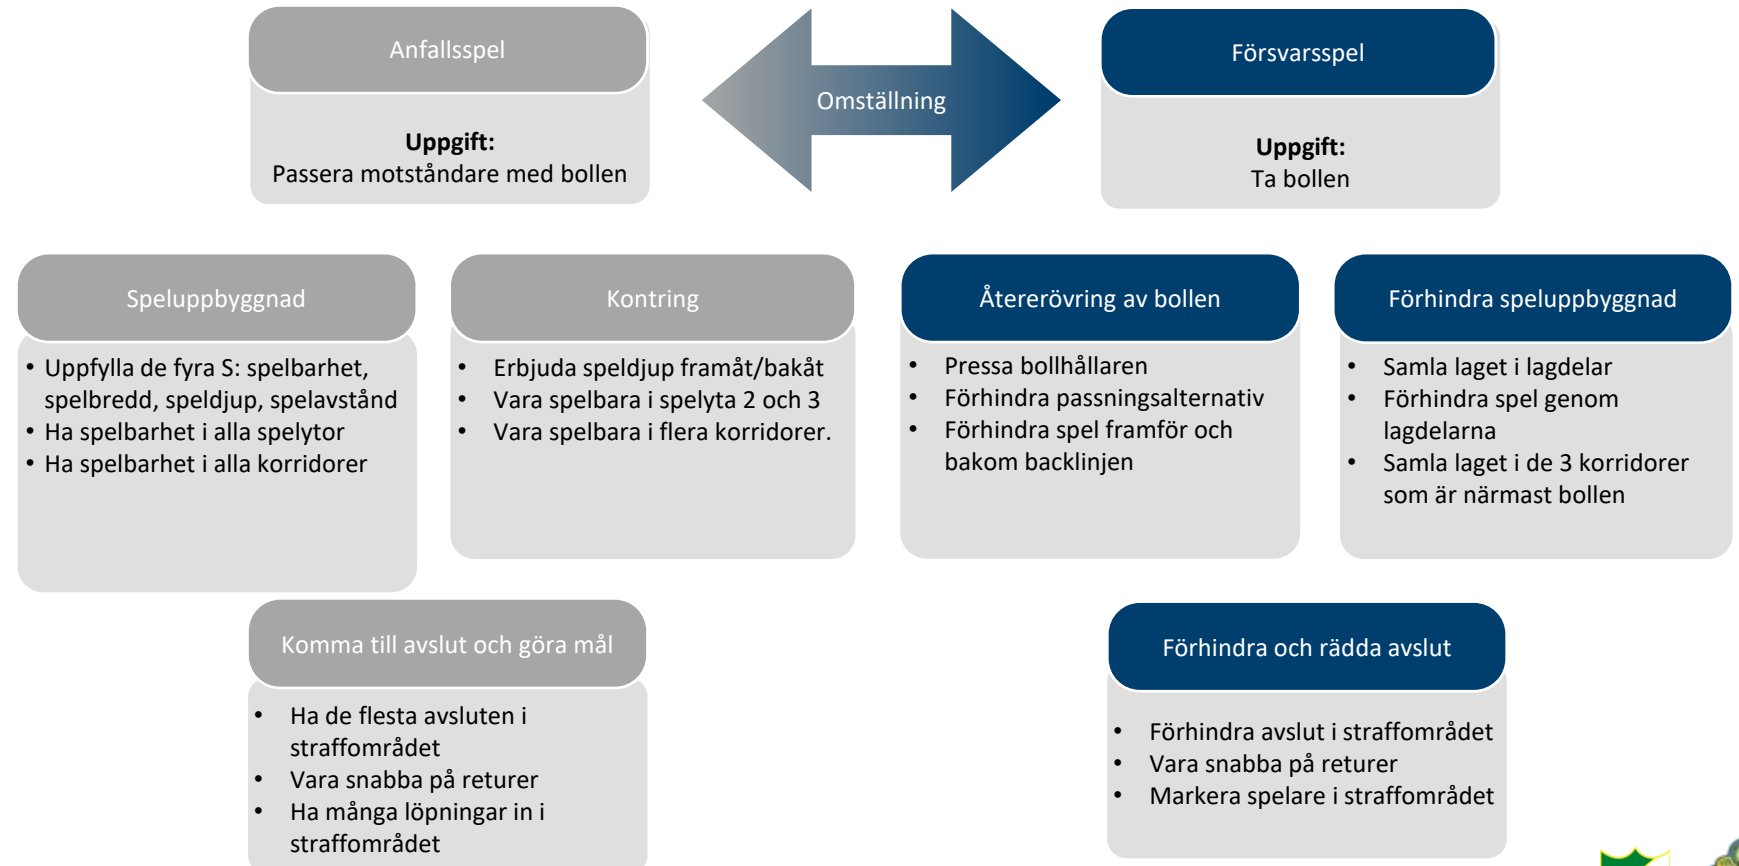 Anfallsspel
Uppgift:
Passera motståndare med bollen
Omställning
Försvarsspel
Uppgift:
Ta bollen
Speluppbyggnad
• Uppfylla de fyra S: spelbarhet,
spelbredd, speldjup, spelavstånd
• Ha spelbarhet i alla spelytor
• Ha spelbarhet i alla korridorer
Kontring
• Erbjuda speldjup framåt/bakåt
• Vara spelbara i spelyta 2 och 3
• Vara spelbara i flera korridorer.
Återerövring av bollen
• Pressa bollhållaren
• Förhindra passningsalternativ
• Förhindra spel framför och
bakom backlinjen
Förhindra speluppbyggnad
• Samla laget i lagdelar
• Förhindra spel genom
lagdelarna
• Samla laget i de 3 korridorer
som är närmast bollen
Komma till avslut och göra mål
• Ha de flesta avsluten i
straffområdet
• Vara snabba på returer
• Ha många löpningar in i
straffområdet
Förhindra och rädda avslut
• Förhindra avslut i straffområdet
• Vara snabba på returer
• Markera spelare i straffområdet